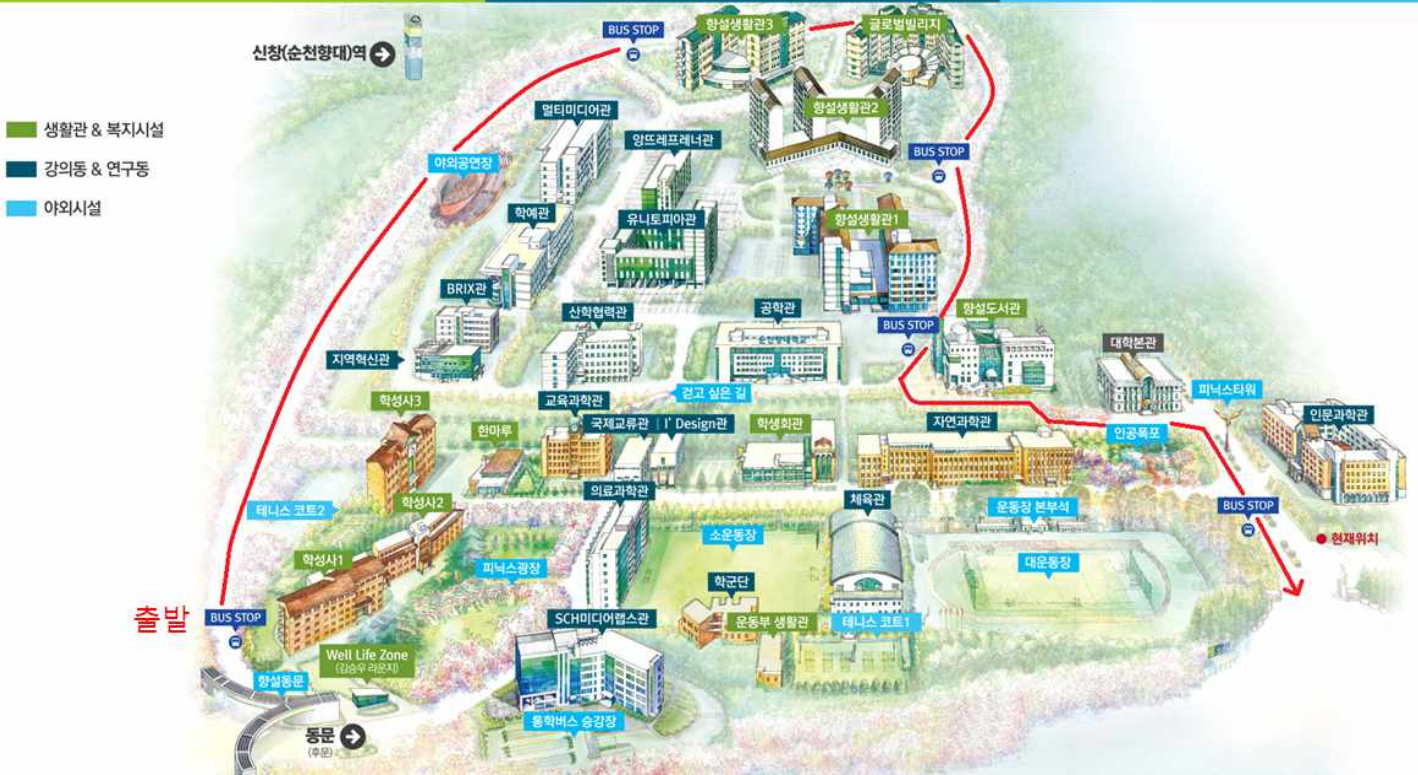 신창(순천향대)역
생활관 & 복지시설
강의동 & 연구동
야외시설
BUS STOP
향설생활관3
글로벌빌리지
멀티미디어관
향설생활관2
앙뜨레프레너관
BUS STOP
야외공연장
학예관
유니토피아관
향설생활관1
BRIX관
산학협력관
공학관
순천향대학교
BUS STOP
향설도서관
지역혁신관
대학본관
걷고 싶은 길
피닉스타워
학성사3
교육과학관
한마루
국제교류관 | I' Design관
학생회관
자연과학관
인공폭포
인문과학관
의료과학관
체육관
테니스 코트2
학성사2
운동장 본부석
BUS STOP
소운동장
현재위치
학성사1
피닉스광장
대운동장
학군단
출발
BUS STOP
SCH미디어랩스관
운동부 생활관
테니스 코트1
Well Life Zone
(김승우 라운지)
향설동문
통학버스 승강장
동문
(후문)